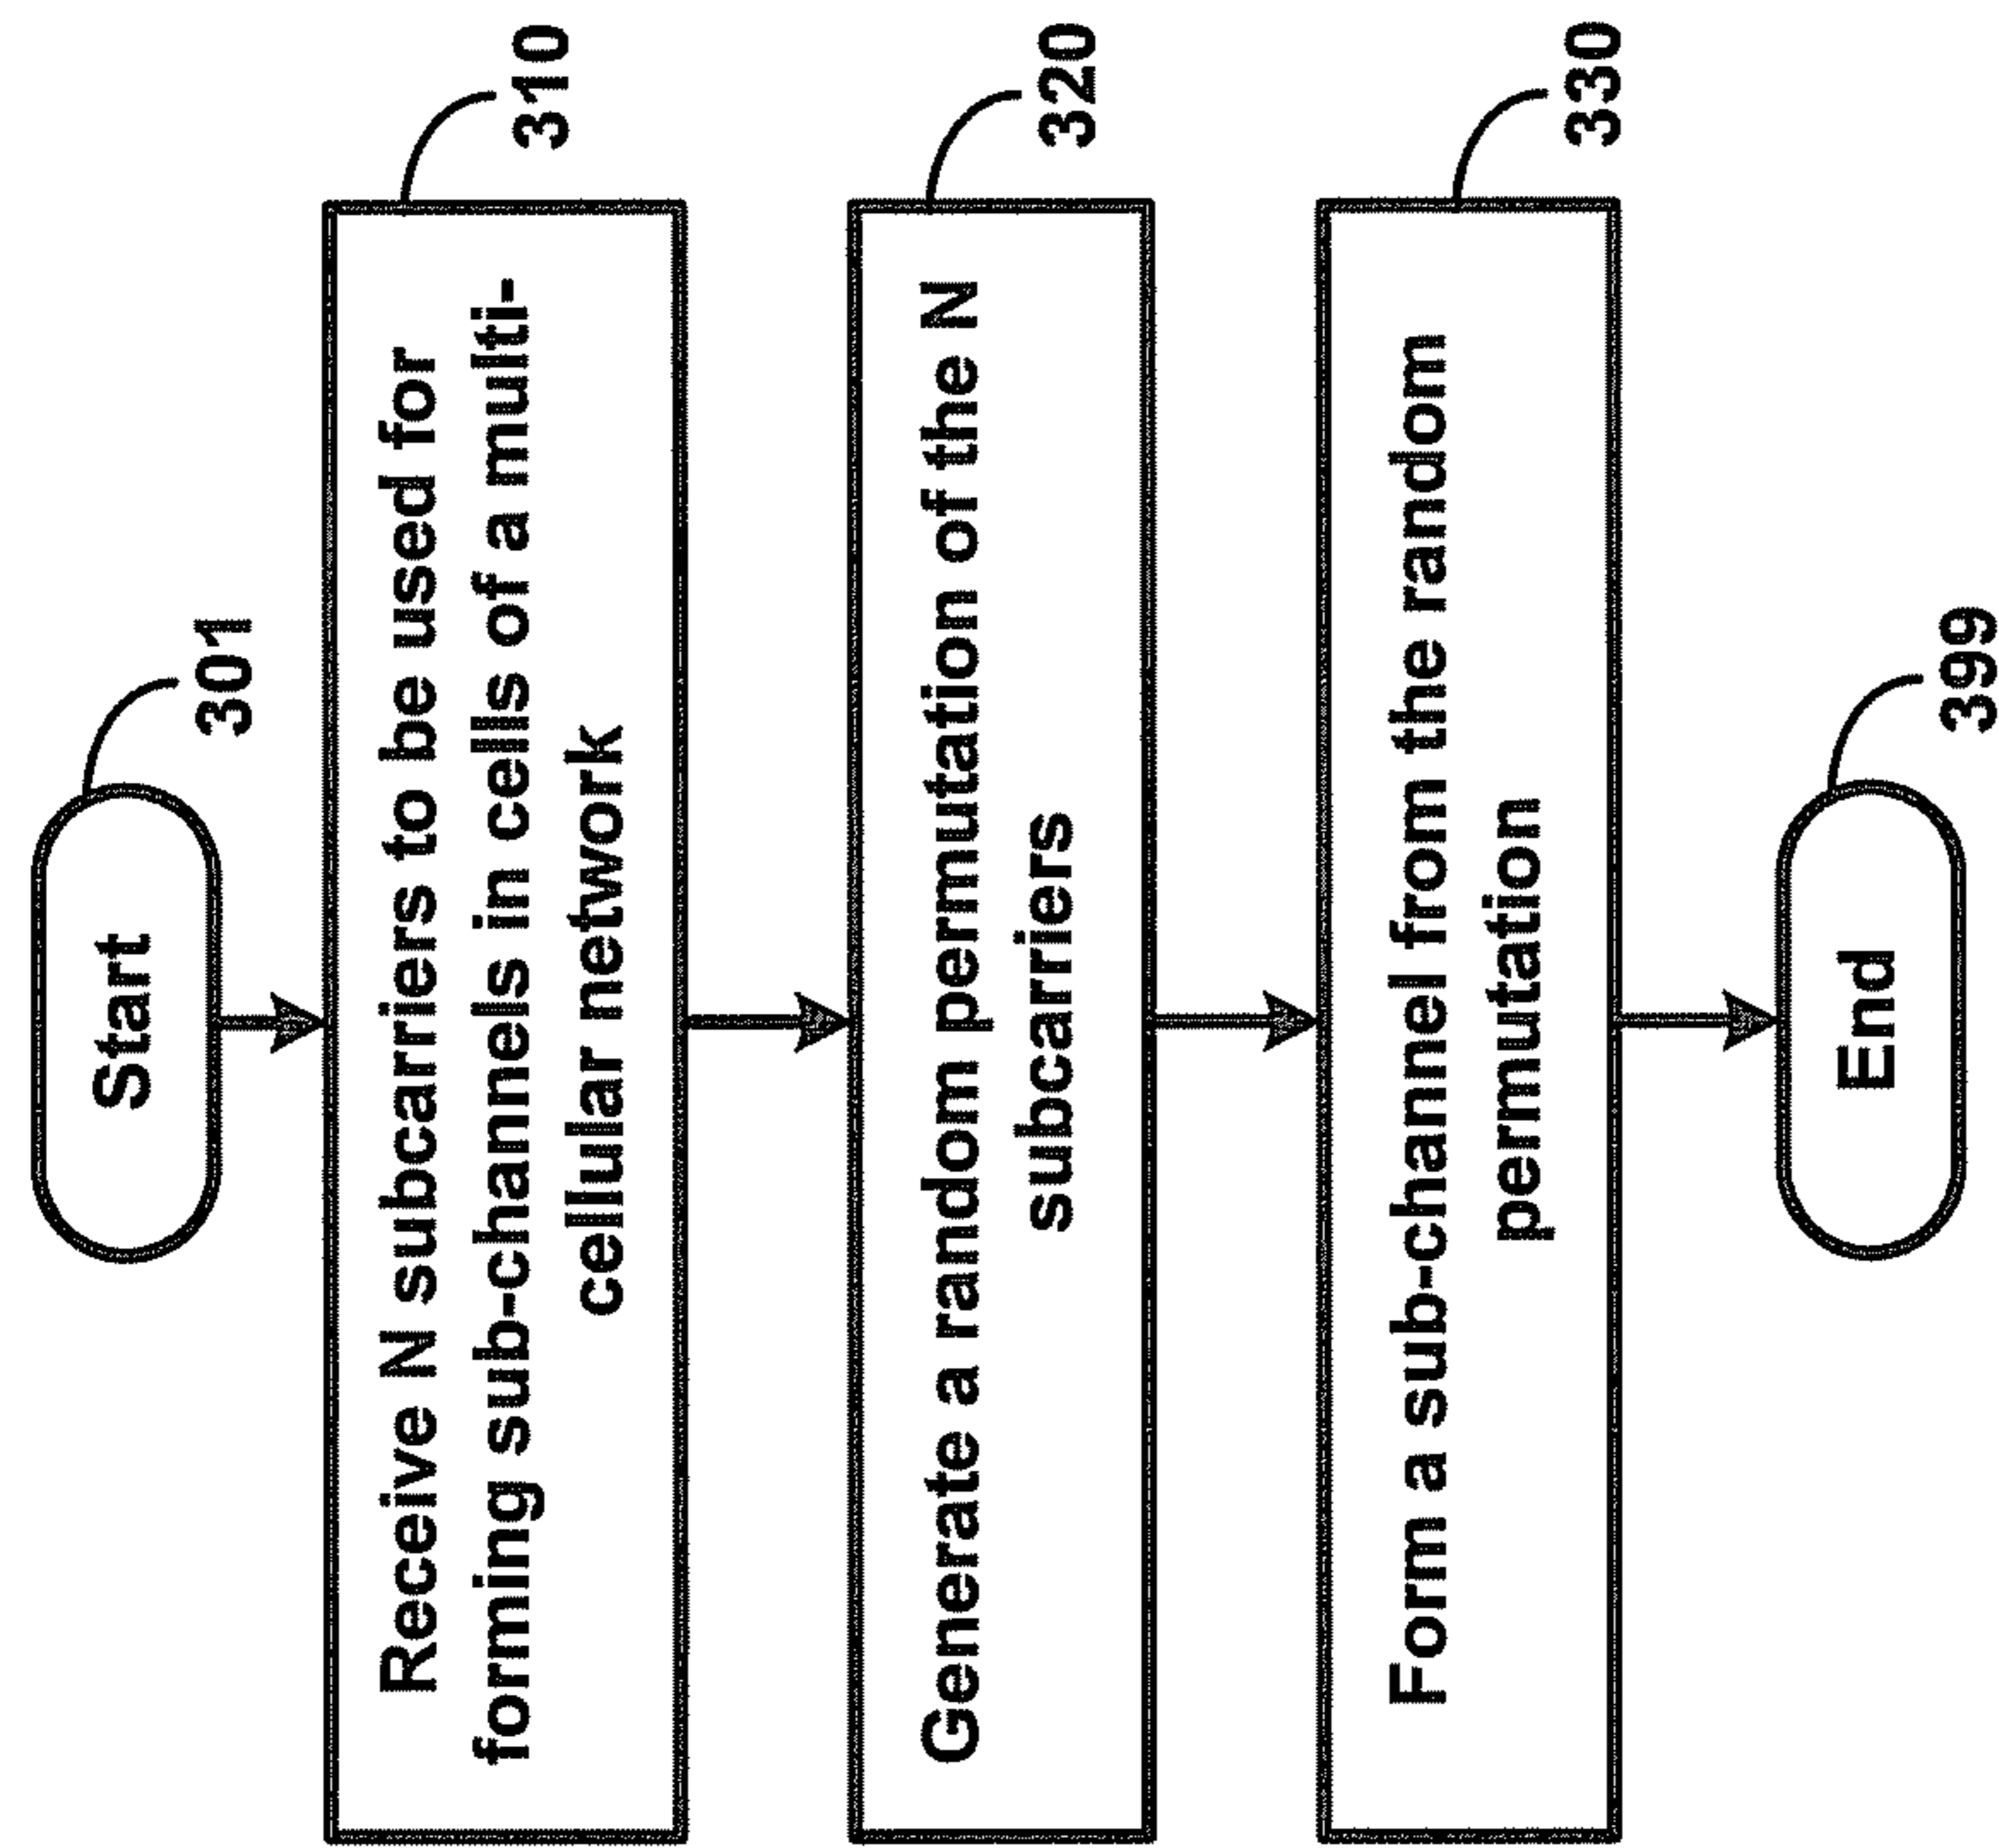 Start
301
Receive N subcarriers to be used for
forming sub-channels in cells of a multi-
cellular network
310
Generate a random permutation of the N
subcarriers
320
Form a sub-channel from the random
permutation
330
End
399